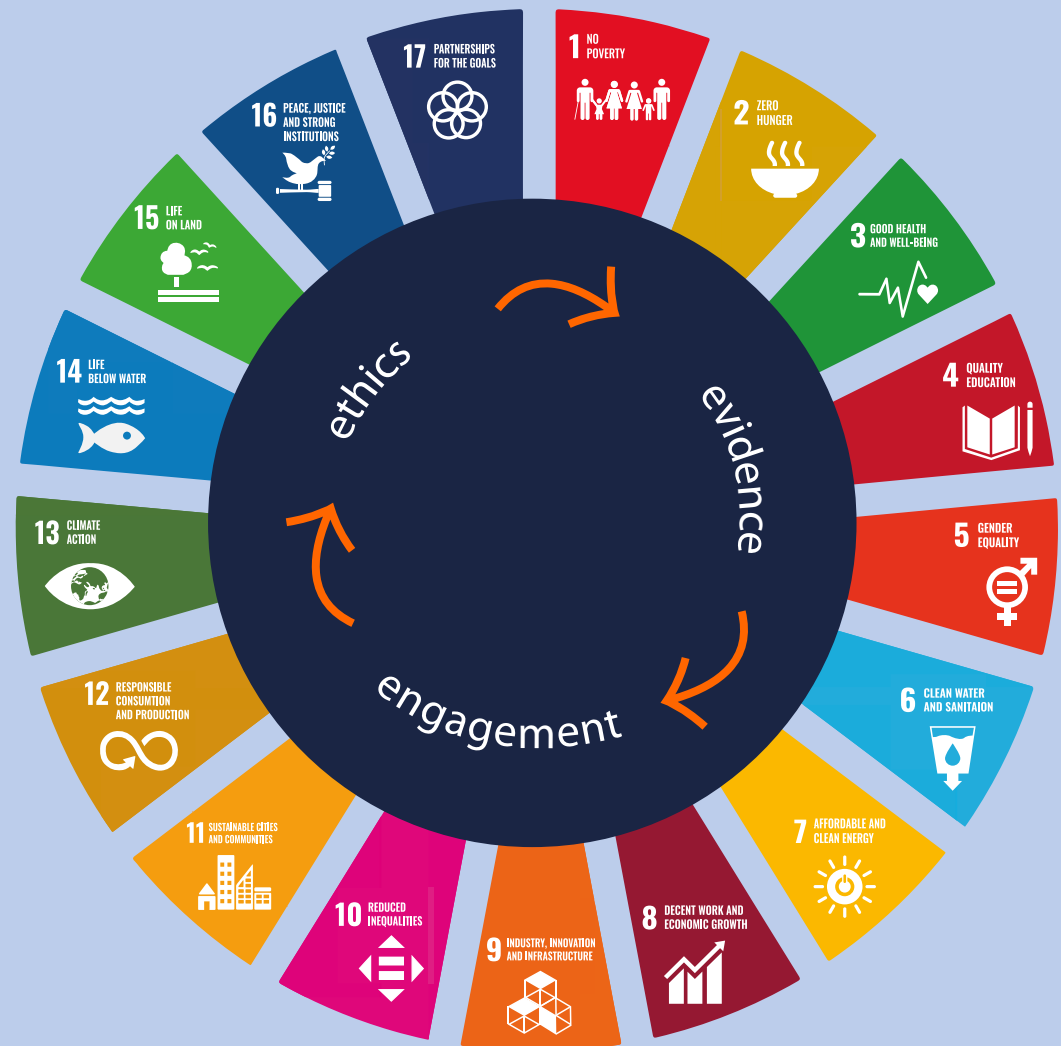 1 NO
POVERTY
2 ZERO
HUNGER
3 GOOD HEALTH
AND WELL-BEING
4 QUALITY
EDUCATION
5 GENDER
EQUALITY
6 CLEAN WATER
AND SANITAION
7 AFFORDABLE AND
CLEAN ENERGY
8 DECENT WORK AND
ECONOMIC GROWTH
9 INDUSTRY, INNOVATION
AND INFRASTRUCTURE
10 REDUCED
INEQUALITIES
11 SUSTAINABLE CITIES
AND COMMUNITIES
12 RESPONSIBLE
CONSUMTION
AND PRODUCTION
13 CLIMATE
ACTION
14 LIFE
BELOW WATER
15 LIFE
ON LAND
16 PEACE, JUSTICE
AND STRONG
INSTITUTIONS
17 PARTNERSHIPS
FOR THE GOALS
ethics
evidence
engagement